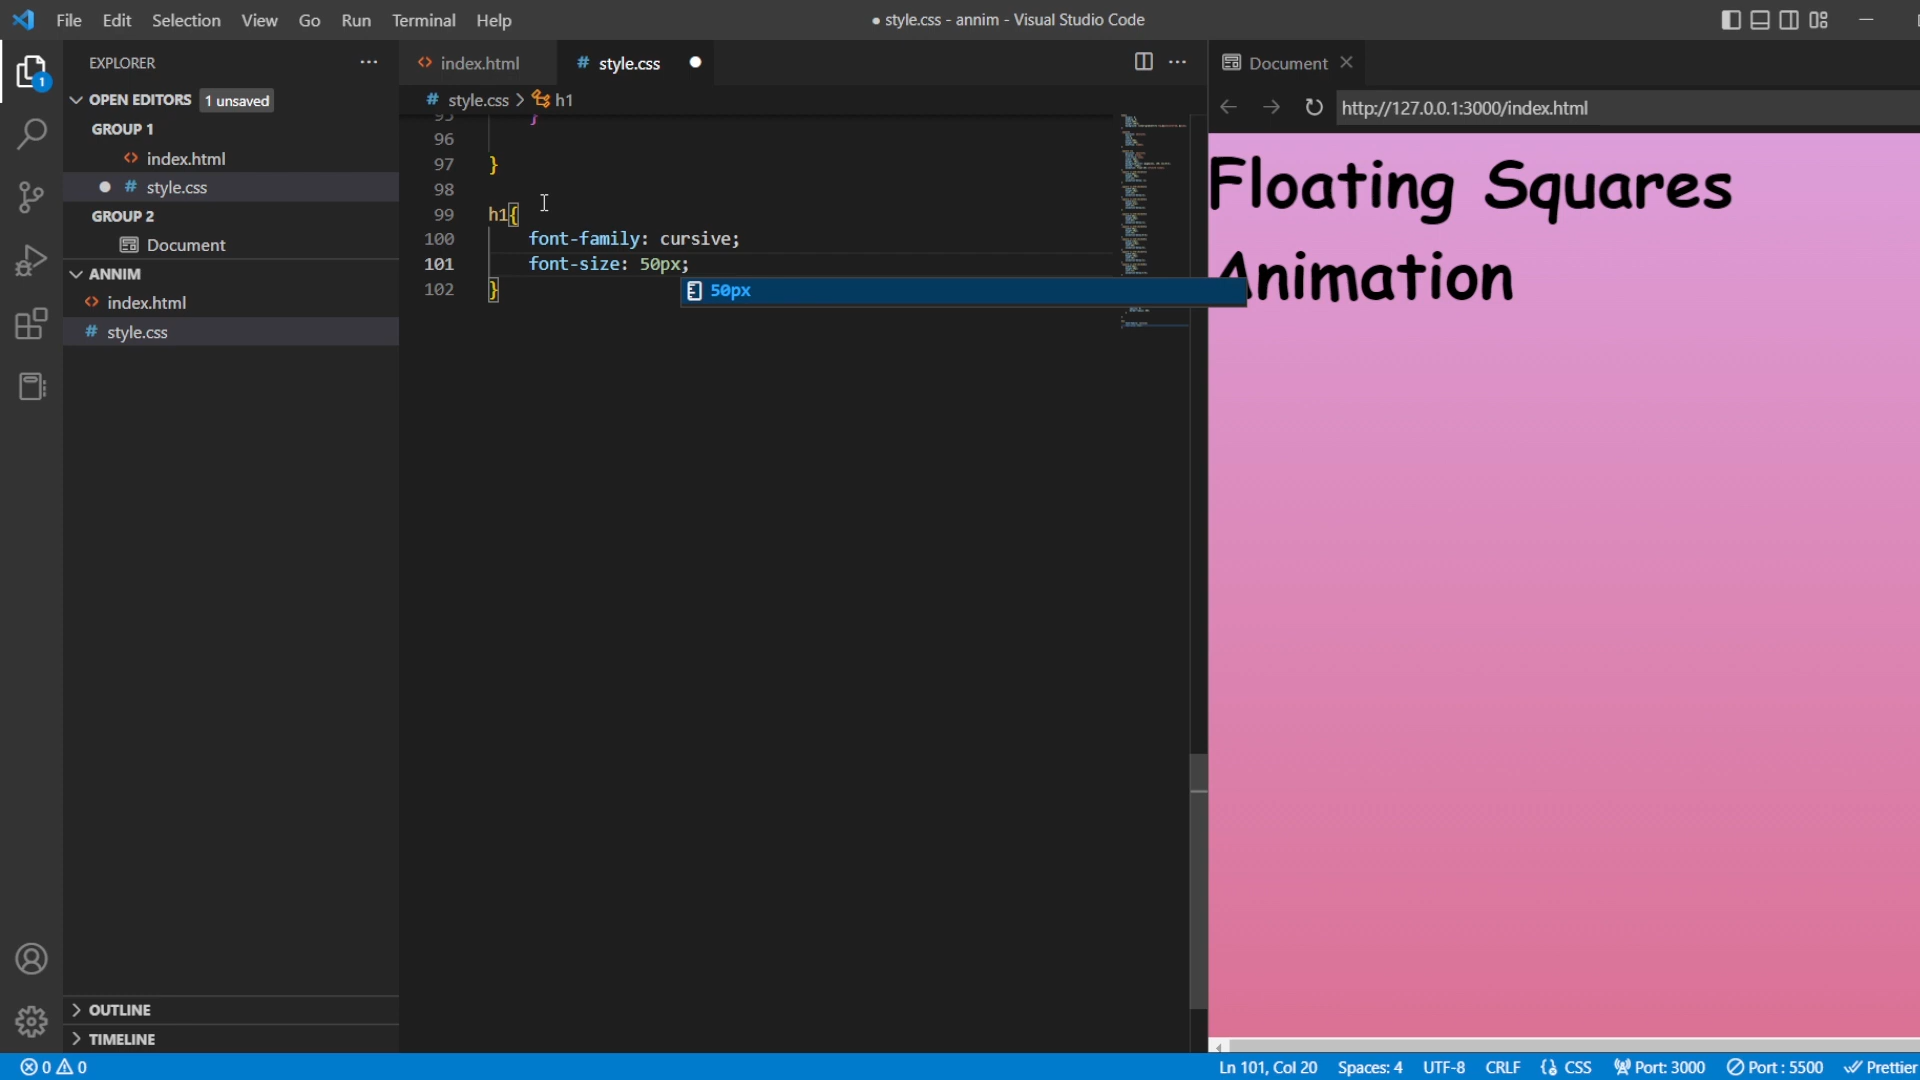 File Edit Selection View Go Run Terminal Help
● style.css - annim - Visual Studio Code
EXPLORER
1
OPEN EDITORS 1 unsaved
GROUP 1
<> index.html
# style.css
GROUP 2
Document
ANNIM
<> index.html
# style.css
OUTLINE
TIMELINE
<> index.html # style.css
# style.css > h1
95 }
96
97 }
98
99 h1{
100 font-family: cursive;
101 font-size: 50px;
102 }
50px
Document
http://127.0.0.1:3000/index.html
Floating Squares
Animation
0 0
Ln 101, Col 20 Spaces: 4 UTF-8 CRLF {} CSS Port: 3000 Port : 5500 Prettier